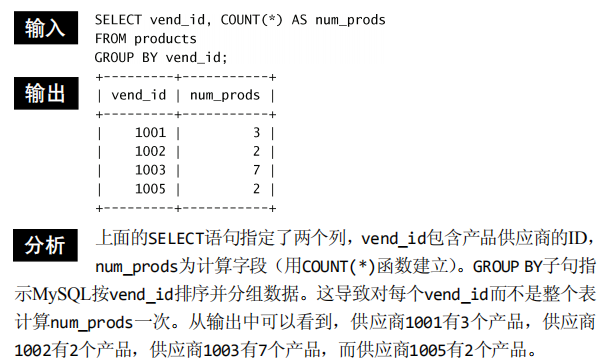 输入
SELECT vend_id, COUNT(*) AS num_prods
FROM products
GROUP BY vend_id;
输出
+---------+-----------+
| vend_id | num_prods |
+---------+-----------+
|    1001 |         3 |
|    1002 |         2 |
|    1003 |         7 |
|    1005 |         2 |
+---------+-----------+
分析
上面的SELECT语句指定了两个列，vend_id包含产品供应商的ID，
num_prods为计算字段（用COUNT(*)函数建立）。GROUP BY子句指
示MySQL按vend_id排序并分组数据。这导致对每个vend_id而不是整个表
计算num_prods一次。从输出中可以看到，供应商1001有3个产品，供应商
1002有2个产品，供应商1003有7个产品，而供应商1005有2个产品。